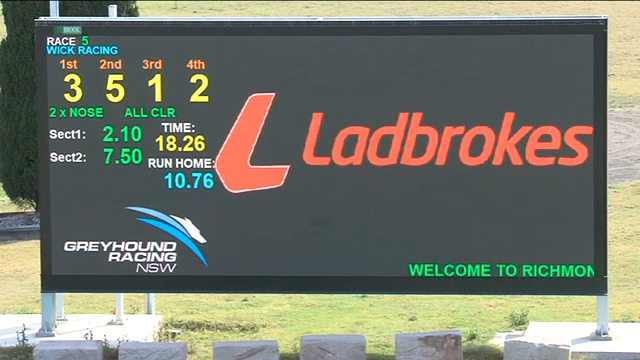 RACE 5
WICK RACING
1st 2nd 3rd 4th
3 5 1 2
2 x NOSE ALL CLR
Sect1: 2.10 TIME: 18.26
Sect2: 7.50 RUN HOME: 10.76
Ladbrokes
GREYHOUND
RACING
NSW
WELCOME TO RICHMON